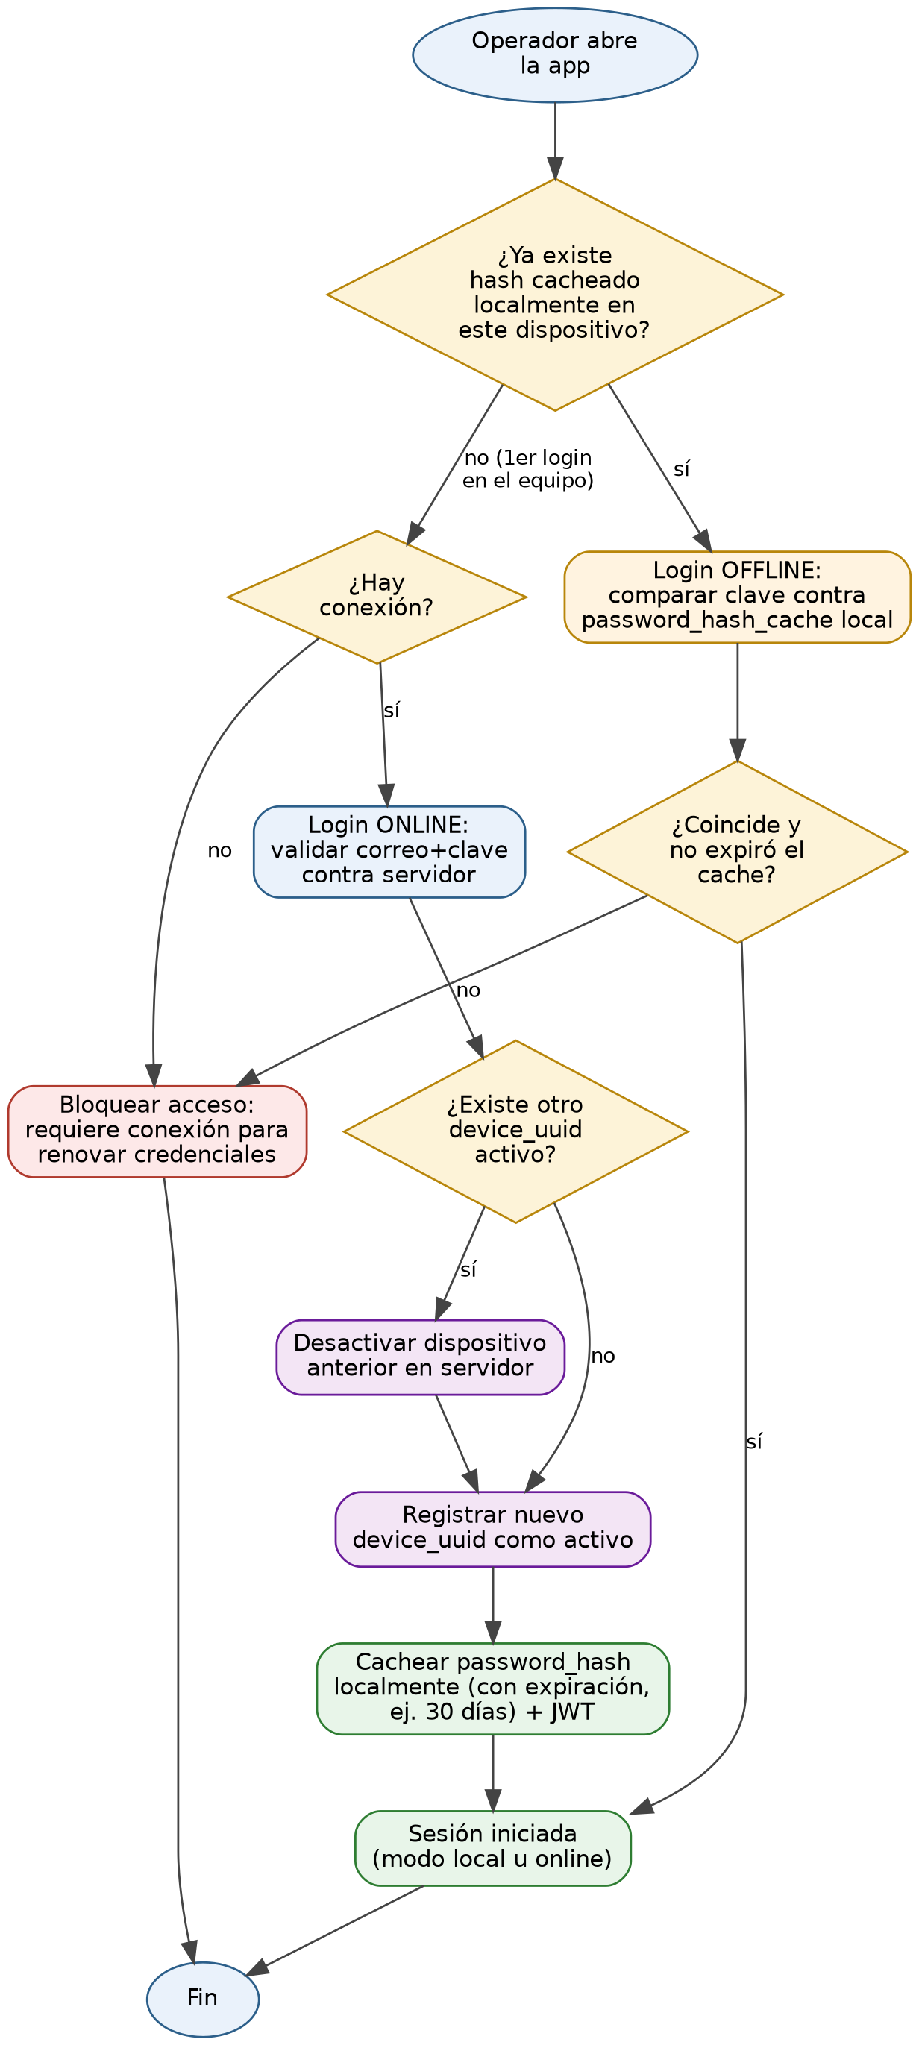 Operador abre
la app
¿Ya existe
hash cacheado
localmente en
este dispositivo?
no (1er login
en el equipo)
sí
¿Hay
conexión?
Login OFFLINE:
comparar clave contra
password_hash_cache local
sí
no
Login ONLINE:
validar correo+clave
contra servidor
¿Coincide y
no expiró el
cache?
no
Bloquear acceso:
requiere conexión para
renovar credenciales
¿Existe otro
device_uuid
activo?
sí
no
Desactivar dispositivo
anterior en servidor
sí
Registrar nuevo
device_uuid como activo
Cachear password_hash
localmente (con expiración,
ej. 30 días) + JWT
Sesión iniciada
(modo local u online)
Fin